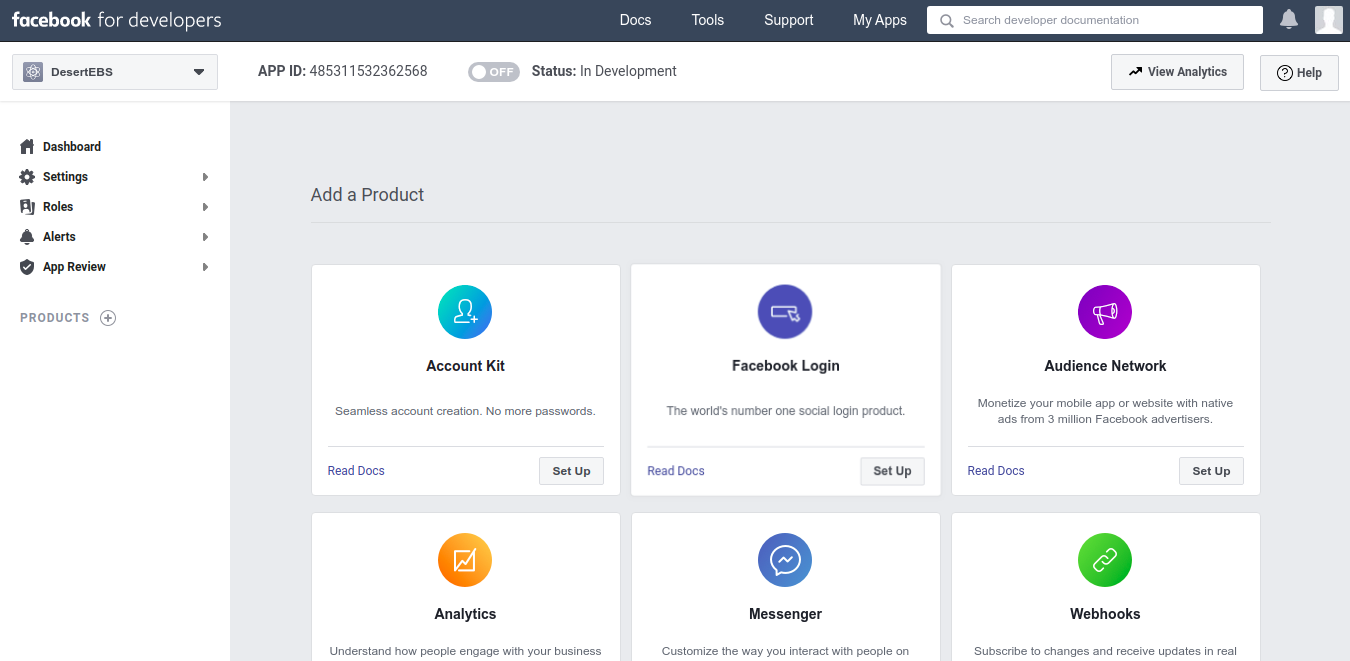 facebook for developers
Docs Tools Support My Apps Search developer documentation
DesertEBS
APP ID: 485311532362568
OFF Status: In Development
View Analytics
Help
Dashboard
Settings
Roles
Alerts
App Review
PRODUCTS
Add a Product
Account Kit
Seamless account creation. No more passwords.
Read Docs
Set Up
Facebook Login
The world's number one social login product.
Read Docs
Set Up
Audience Network
Monetize your mobile app or website with native
ads from 3 million Facebook advertisers.
Read Docs
Set Up
Analytics
Understand how people engage with your business
Messenger
Customize the way you interact with people on
Webhooks
Subscribe to changes and receive updates in real